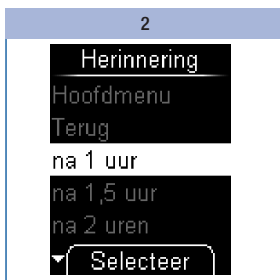 2
Herinnering
Hoofdmenu
Terug
na 1 uur
na 1,5 uur
na 2 uren
Selecteer